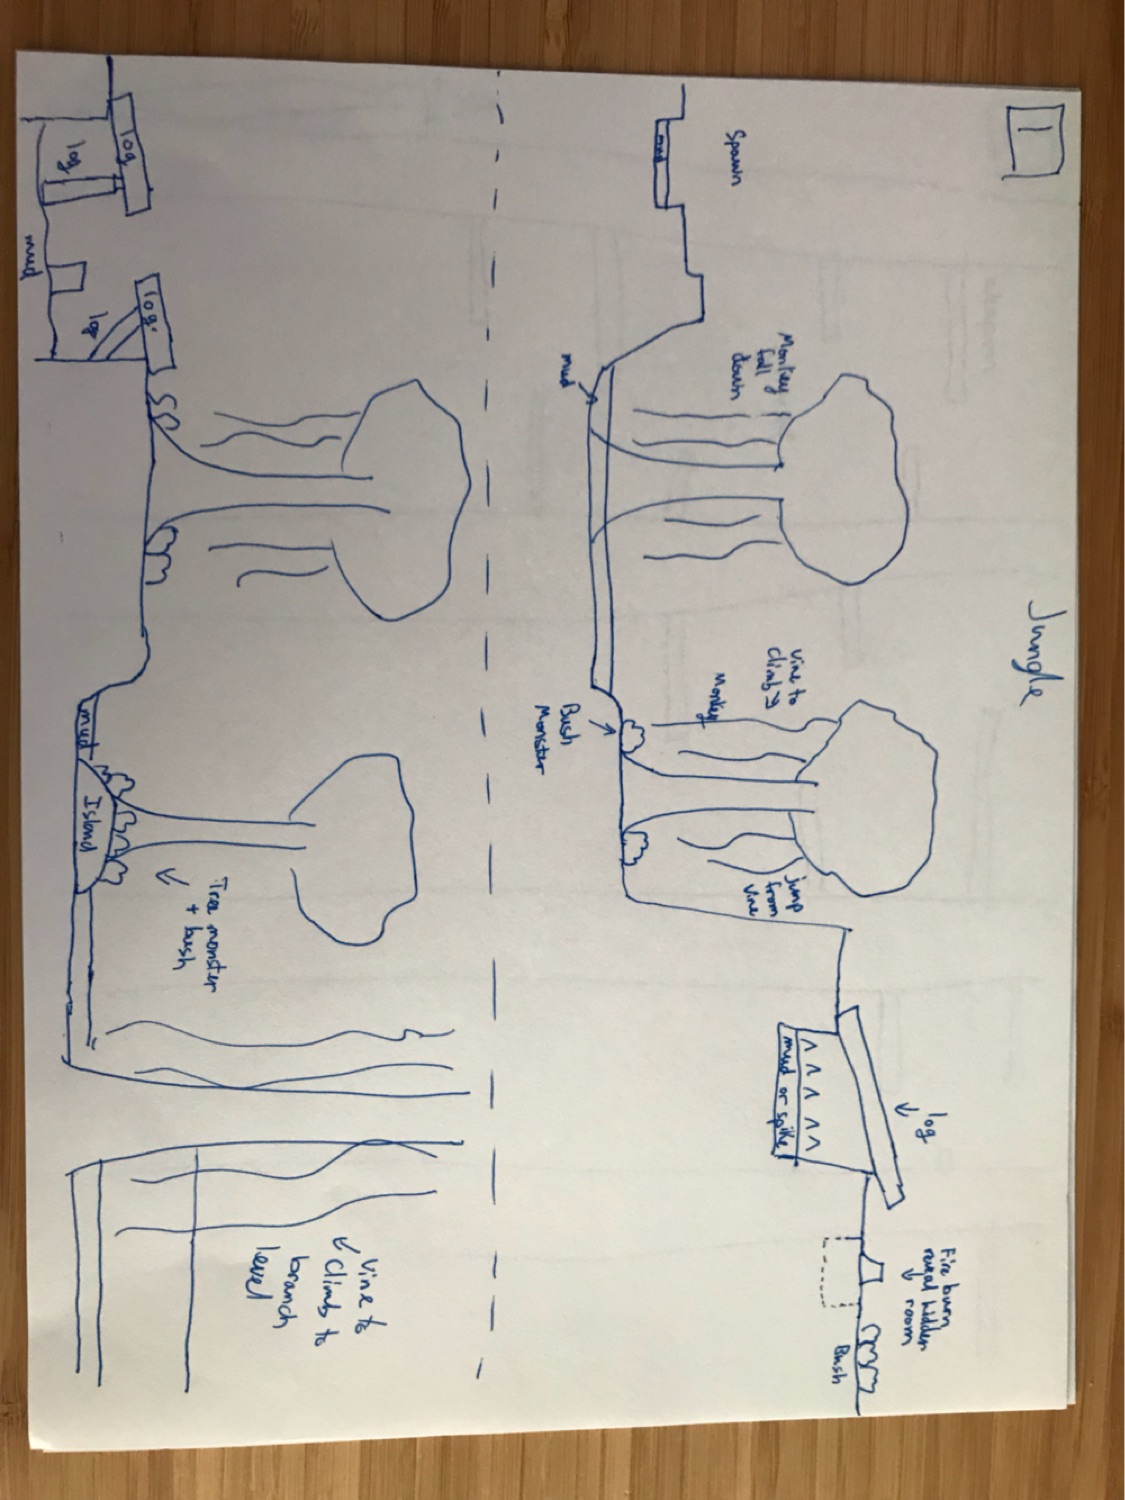 1
Jungle
Spawn
mud
Monkey
fall
down
mud
vine to
climb
Monkey
Bush
Monster
jump
from
vine
log
mud or spike
Fire burn
reveal hidden
room
Bush
log
log
mud
log
log
mud
Island
Tree monster
+ bush
Vine to
climb to
branch
level